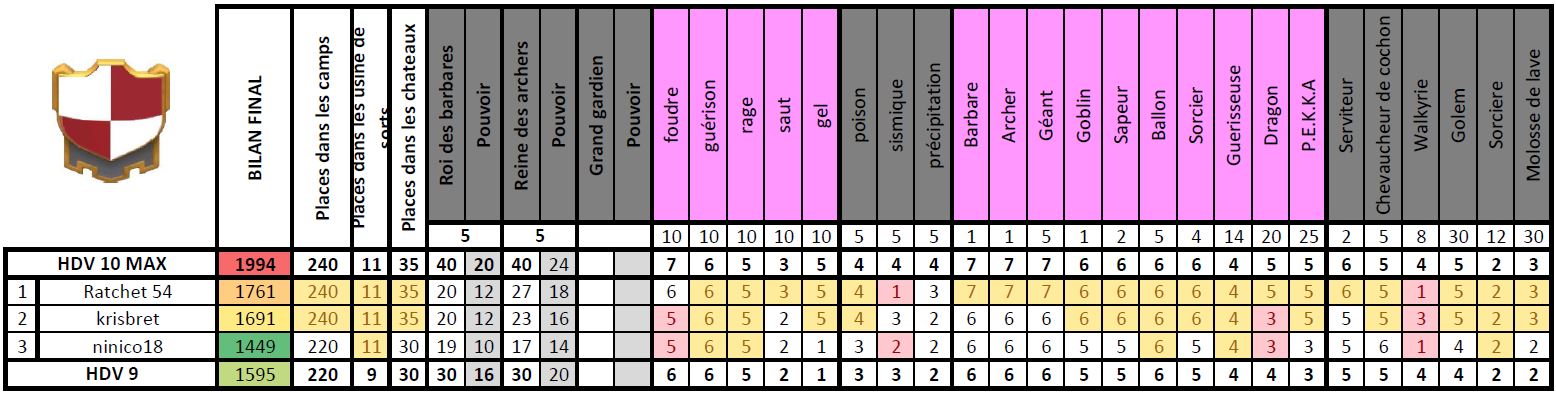 BILAN FINAL Places dans les camps Places dans les usine de sorts Places dans les chateaux Roi des barbares Pouvoir Reine des archers Pouvoir Grand gardien Pouvoir foudre guérison rage saut gel poison sismique précipitation Barbare Archer Géant Goblin Sapeur Ballon Sorcier Guerisseuse Dragon P.E.K.K.A Serviteur Chevaucheur de cochon Walkyrie Golem Sorciere Molosse de lave
5 5 10 10 10 10 10 5 5 5 1 1 5 1 2 5 4 14 20 25 2 5 8 30 12 30
HDV 10 MAX 1994 240 11 35 40 20 40 24 7 6 5 3 5 4 4 4 7 7 7 6 6 6 6 4 5 5 6 5 4 5 2 3
1 Ratchet 54 1761 240 11 35 20 12 27 18 6 6 5 3 5 4 1 3 7 7 7 6 6 6 6 4 5 5 6 5 1 5 2 3
2 krisbret 1691 240 11 35 20 12 23 16 5 6 5 2 5 4 3 2 6 6 6 6 6 6 6 4 3 5 5 5 3 5 2 3
3 ninico18 1449 220 11 30 19 10 17 14 5 6 5 2 1 3 2 2 6 6 6 5 5 6 5 4 3 3 5 6 1 4 2 2
HDV 9 1595 220 9 30 30 16 30 20 6 6 5 2 1 3 3 2 6 6 6 5 5 6 5 4 4 3 5 5 4 4 2 2